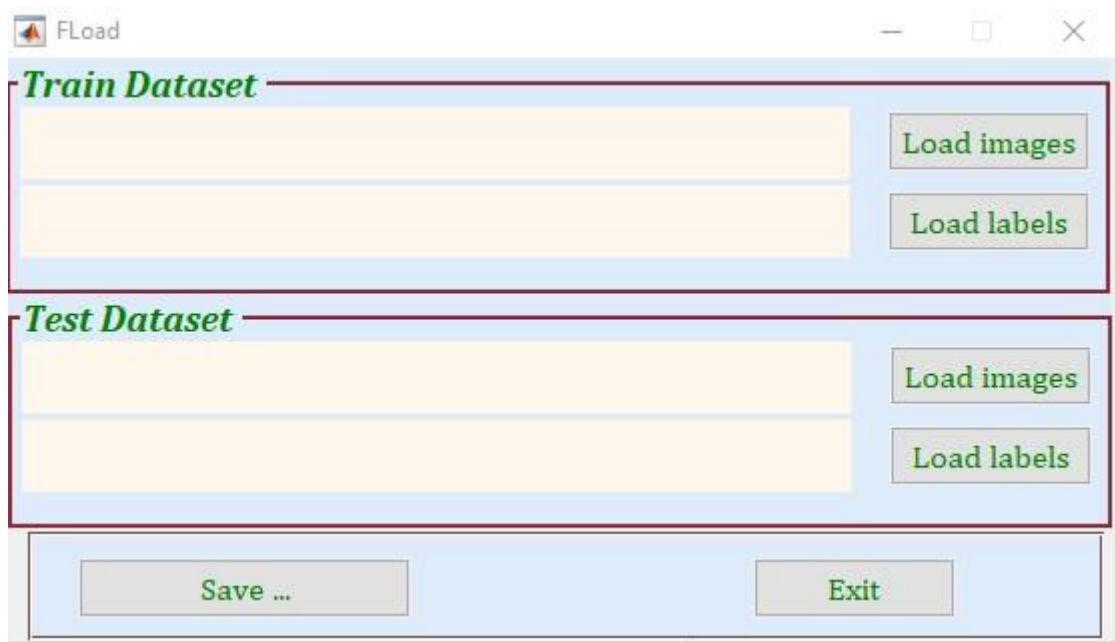 FLoad
Train Dataset
Load images
Load labels
Test Dataset
Load images
Load labels
Save ...
Exit